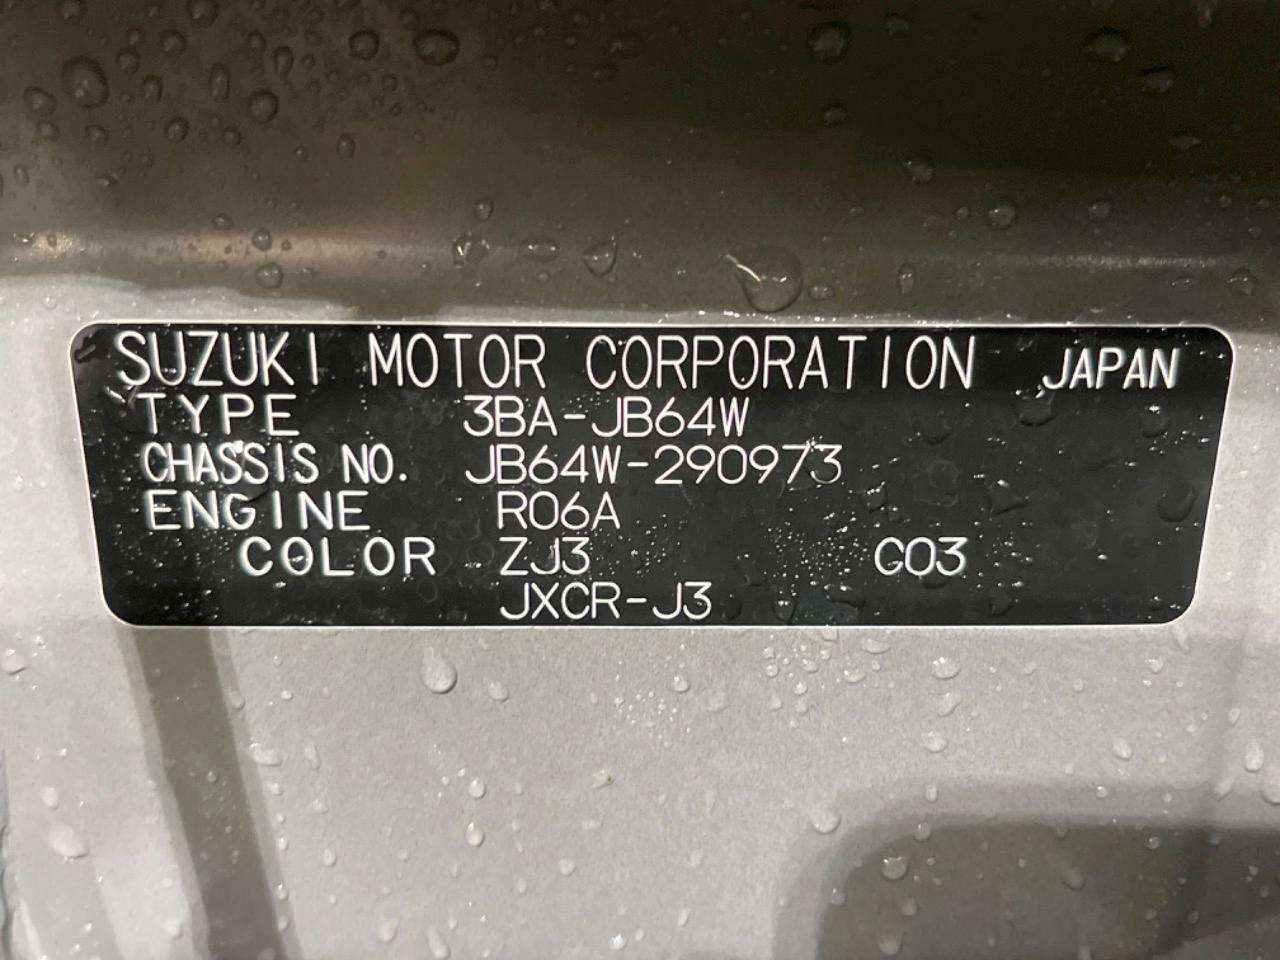 SUZUKI MOTOR CORPORATION JAPAN
TYPE 3BA-JB64W
CHASSIS NO. JB64W-290973
ENGINE R06A
COLOR ZJ3 C03
JXCR-J3